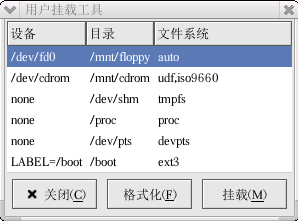 用户挂载工具
设备 目录 文件系统
/dev/fd0 /mnt/floppy auto
/dev/cdrom /mnt/cdrom udf,iso9660
none /dev/shm tmpfs
none /proc proc
none /dev/pts devpts
LABEL=/boot /boot ext3
关闭(C) 格式化(F) 挂载(M)